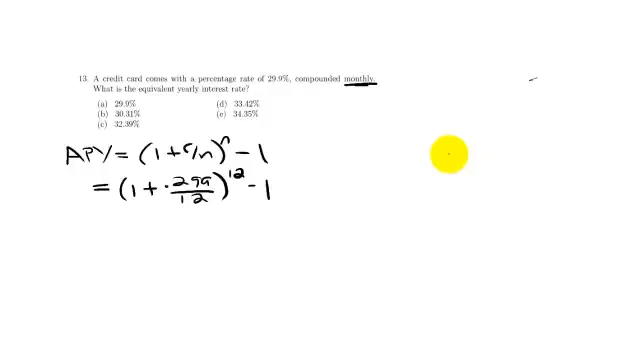 13. A credit card comes with a percentage rate of 29.9%, compounded monthly.
What is the equivalent yearly interest rate?
(a) 29.9% (d) 33.42%
(b) 30.31% (e) 34.35%
(c) 32.39%
APY = (1 + r/n)^n - 1
= (1 + .299/12)^12 - 1